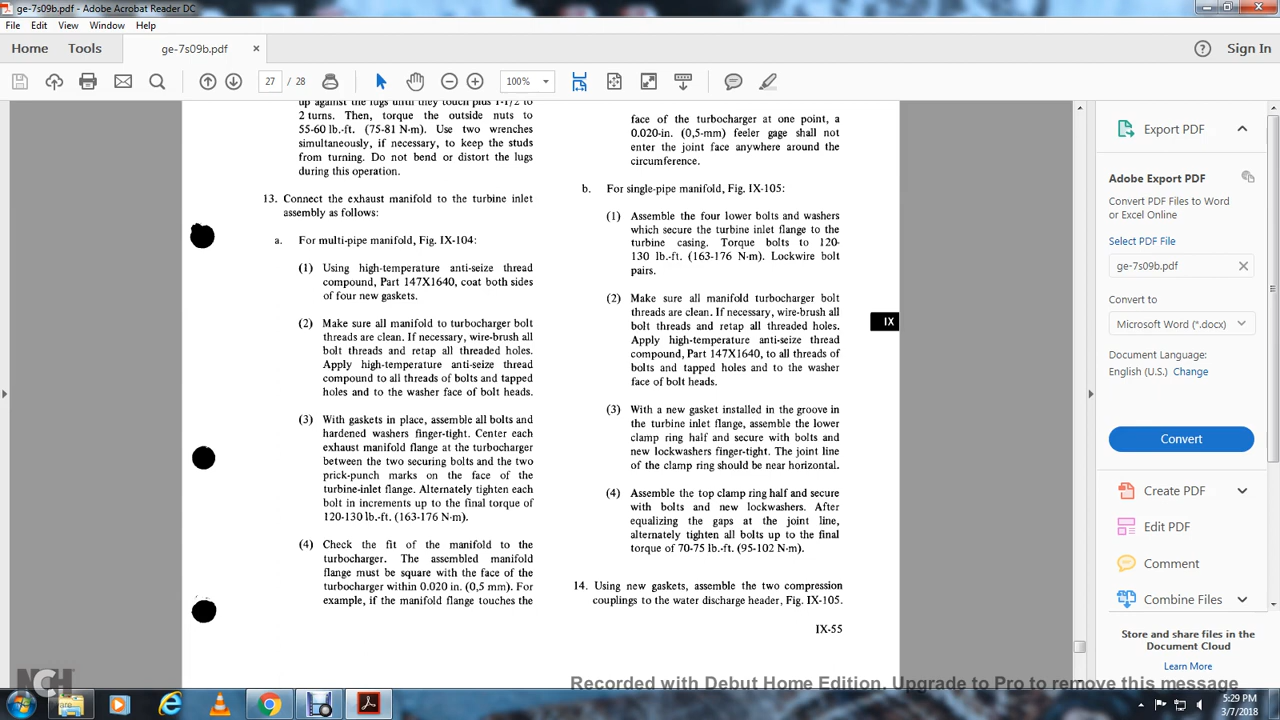 ge-7s09b.pdf - Adobe Acrobat Reader DC
File Edit View Window Help
Home Tools ge-7s09b.pdf × ? Sign In
27 / 28 100%
up against the lugs until they touch plus 1-1/2 to
2 turns. Then, torque the outside nuts to
55-60 lb.-ft. (75-81 N·m). Use two wrenches
simultaneously, if necessary, to keep the studs
from turning. Do not bend or distort the lugs
during this operation.
13. Connect the exhaust manifold to the turbine inlet
assembly as follows:
a. For multi-pipe manifold, Fig. IX-104:
(1) Using high-temperature anti-seize thread
compound, Part 147X1640, coat both sides
of four new gaskets.
(2) Make sure all manifold to turbocharger bolt
threads are clean. If necessary, wire-brush all
bolt threads and retap all threaded holes.
Apply high-temperature anti-seize thread
compound to all threads of bolts and tapped
holes and to the washer face of bolt heads.
(3) With gaskets in place, assemble all bolts and
hardened washers finger-tight. Center each
exhaust manifold flange at the turbocharger
between the two securing bolts and the two
prick-punch marks on the face of the
turbine-inlet flange. Alternately tighten each
bolt in increments up to the final torque of
120-130 lb.-ft. (163-176 N·m).
(4) Check the fit of the manifold to the
turbocharger. The assembled manifold
flange must be square with the face of the
turbocharger within 0.020 in. (0,5 mm). For
example, if the manifold flange touches the
face of the turbocharger at one point, a
0.020-in. (0,5-mm) feeler gage shall not
enter the joint face anywhere around the
circumference.
b. For single-pipe manifold, Fig. IX-105:
(1) Assemble the four lower bolts and washers
which secure the turbine inlet flange to the
turbine casing. Torque bolts to 120-
130 lb.-ft. (163-176 N·m). Lockwire bolt
pairs.
(2) Make sure all manifold turbocharger bolt
threads are clean. If necessary, wire-brush all
bolt threads and retap all threaded holes.
Apply high-temperature anti-seize thread
compound, Part 147X1640, to all threads of
bolts and tapped holes and to the washer
face of bolt heads.
(3) With a new gasket installed in the groove in
the turbine inlet flange, assemble the lower
clamp ring half and secure with bolts and
new lockwashers finger-tight. The joint line
of the clamp ring should be near horizontal.
(4) Assemble the top clamp ring half and secure
with bolts and new lockwashers. After
equalizing the gaps at the joint line,
alternately tighten all bolts up to the final
torque of 70-75 lb.-ft. (95-102 N·m).
14. Using new gaskets, assemble the two compression
couplings to the water discharge header, Fig. IX-105.
IX-55
IX
Export PDF
Adobe Export PDF
Convert PDF Files to Word
or Excel Online
Select PDF File
ge-7s09b.pdf
Convert to
Microsoft Word (*.docx)
Document Language:
English (U.S.) Change
Convert
Create PDF
Edit PDF
Comment
Combine Files
Store and share files in the
Document Cloud
Learn More
NCH
ware
Recorded with Debut Home Edition. Upgrade to Pro to remove this message
5:29 PM
3/7/2018